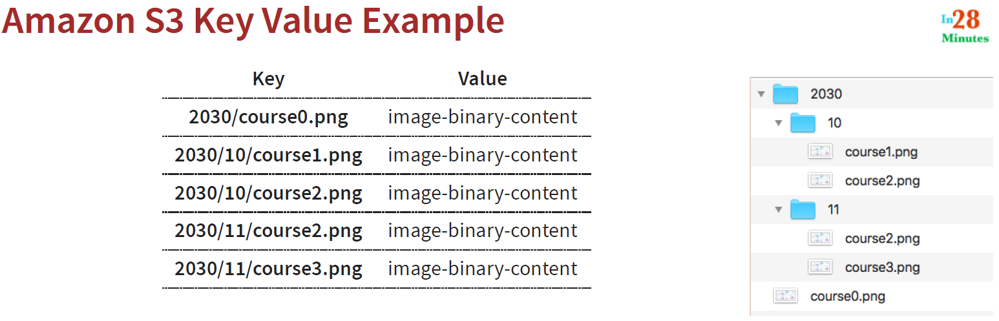 Amazon S3 Key Value Example
In28
Minutes
Key Value
2030/course0.png image-binary-content
2030/10/course1.png image-binary-content
2030/10/course2.png image-binary-content
2030/11/course2.png image-binary-content
2030/11/course3.png image-binary-content
2030
10
course1.png
course2.png
11
course2.png
course3.png
course0.png